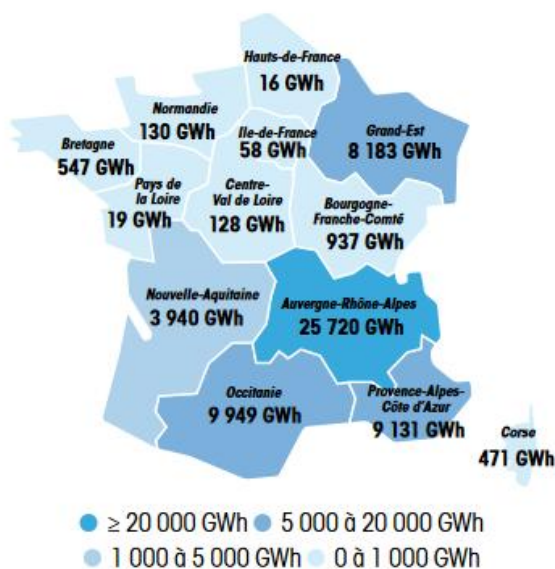 Hauts-de-France
16 GWh
Normandie
130 GWh
Ile-de-France
58 GWh
Grand-Est
8 183 GWh
Bretagne
547 GWh
Pays de
la Loire
19 GWh
Centre-
Val de Loire
128 GWh
Bourgogne-
Franche-Comté
937 GWh
Nouvelle-Aquitaine
3 940 GWh
Auvergne-Rhône-Alpes
25 720 GWh
Occitanie
9 949 GWh
Provence-Alpes-
Côte d'Azur
9 131 GWh
Corse
471 GWh
≥ 20 000 GWh
5 000 à 20 000 GWh
1 000 à 5 000 GWh
0 à 1 000 GWh